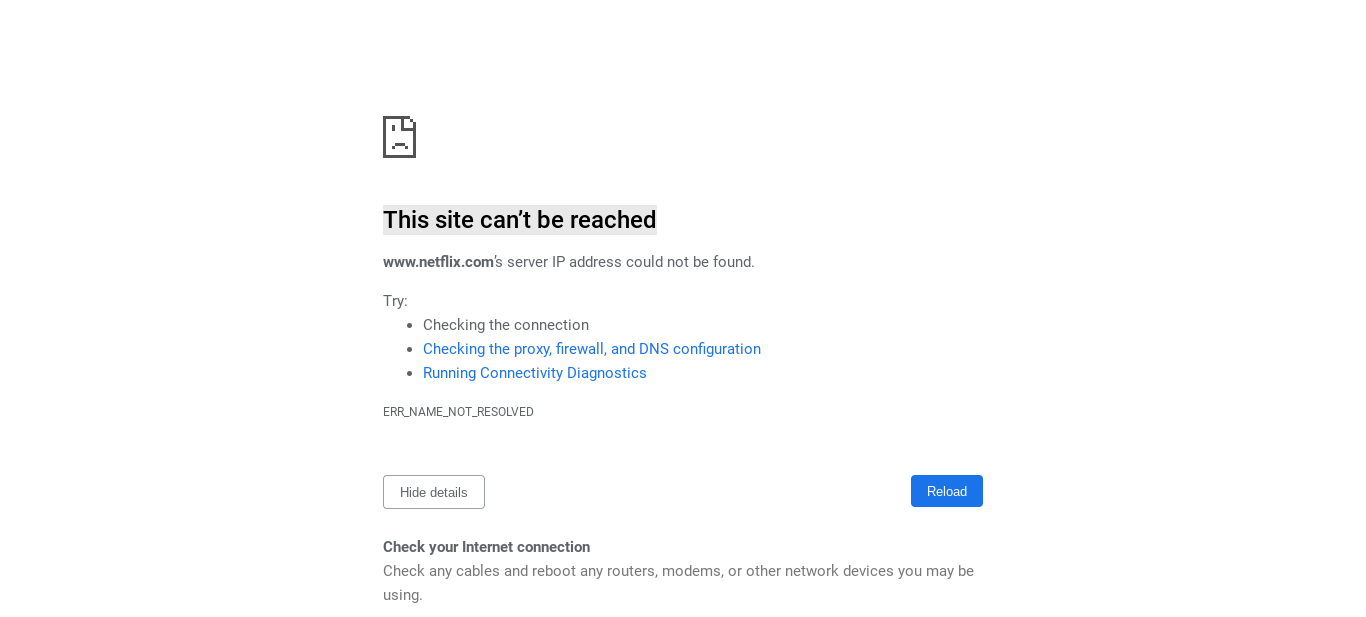 This site can’t be reached
www.netflix.com’s server IP address could not be found.
Try:
Checking the connection
Checking the proxy, firewall, and DNS configuration
Running Connectivity Diagnostics
ERR_NAME_NOT_RESOLVED
Hide details
Reload
Check your Internet connection
Check any cables and reboot any routers, modems, or other network devices you may be
using.